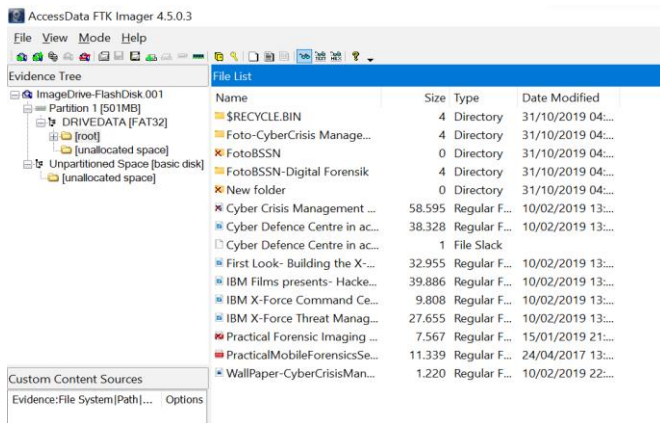 AccessData FTK Imager 4.5.0.3
File View Mode Help
Evidence Tree
ImageDrive-FlashDisk.001
Partition 1 [501MB]
DRIVEDATA [FAT32]
[root]
[unallocated space]
Unpartitioned Space [basic disk]
[unallocated space]
Custom Content Sources
Evidence:File System|Path|... Options
File List
Name Size Type Date Modified
$RECYCLE.BIN 4 Directory 31/10/2019 04:...
Foto-CyberCrisis Manage... 4 Directory 31/10/2019 04:...
FotoBSSN 0 Directory 31/10/2019 04:...
FotoBSSN-Digital Forensik 4 Directory 31/10/2019 04:...
New folder 0 Directory 31/10/2019 04:...
Cyber Crisis Management ... 58.595 Regular F... 10/02/2019 13:...
Cyber Defence Centre in ac... 38.328 Regular F... 10/02/2019 13:...
Cyber Defence Centre in ac... 1 File Slack
First Look- Building the X-... 32.955 Regular F... 10/02/2019 13:...
IBM Films presents- Hacke... 39.886 Regular F... 10/02/2019 13:...
IBM X-Force Command Ce... 9.808 Regular F... 10/02/2019 13:...
IBM X-Force Threat Manag... 27.655 Regular F... 10/02/2019 13:...
Practical Forensic Imaging ... 7.567 Regular F... 15/01/2019 21:...
PracticalMobileForensicsSe... 11.339 Regular F... 24/04/2017 13:...
WallPaper-CyberCrisisMan... 1.220 Regular F... 10/02/2019 22:...